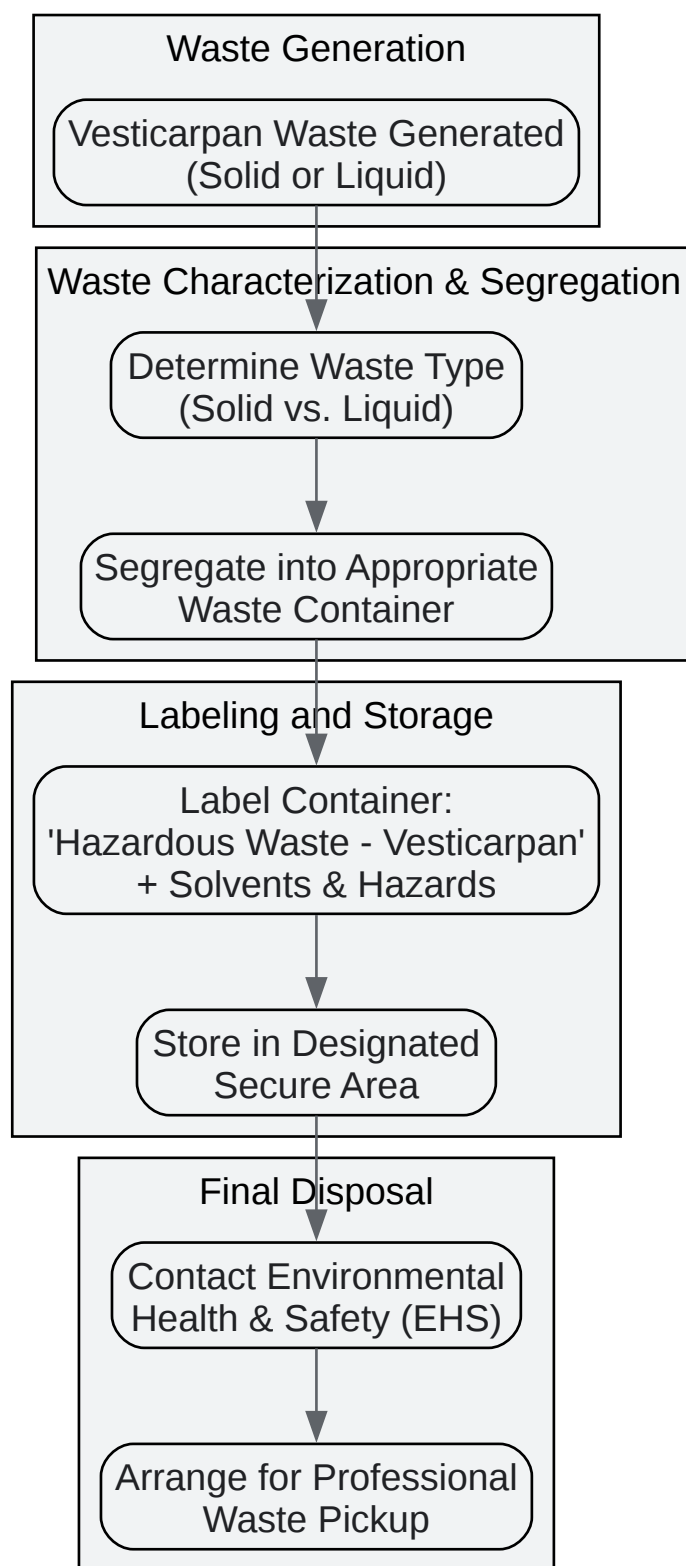 Waste Generation
Vesticarpan Waste Generated
(Solid or Liquid)
Waste Characterization & Segregation
Determine Waste Type
(Solid vs. Liquid)
Segregate into Appropriate
Waste Container
Labeling and Storage
Label Container:
'Hazardous Waste - Vesticarpan'
+ Solvents & Hazards
Store in Designated
Secure Area
Final Disposal
Contact Environmental
Health & Safety (EHS)
Arrange for Professional
Waste Pickup